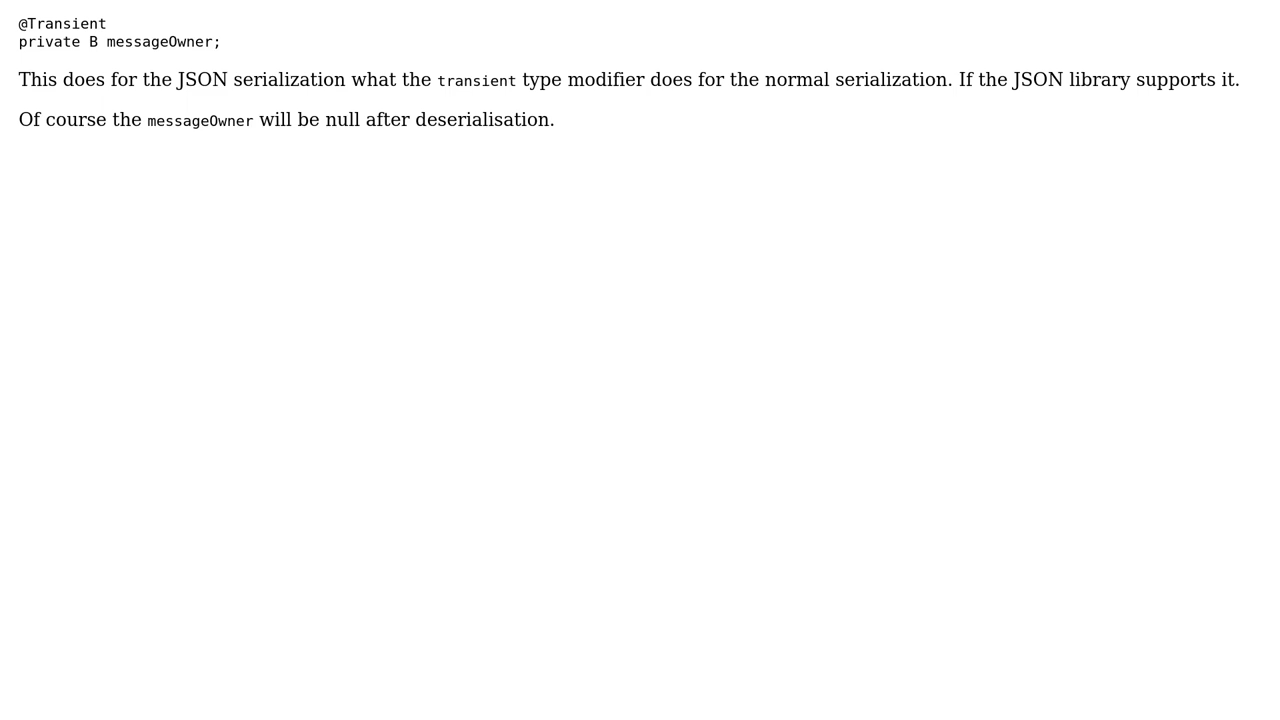 @Transient
private B messageOwner;
This does for the JSON serialization what the transient type modifier does for the normal serialization. If the JSON library supports it.
Of course the messageOwner will be null after deserialisation.